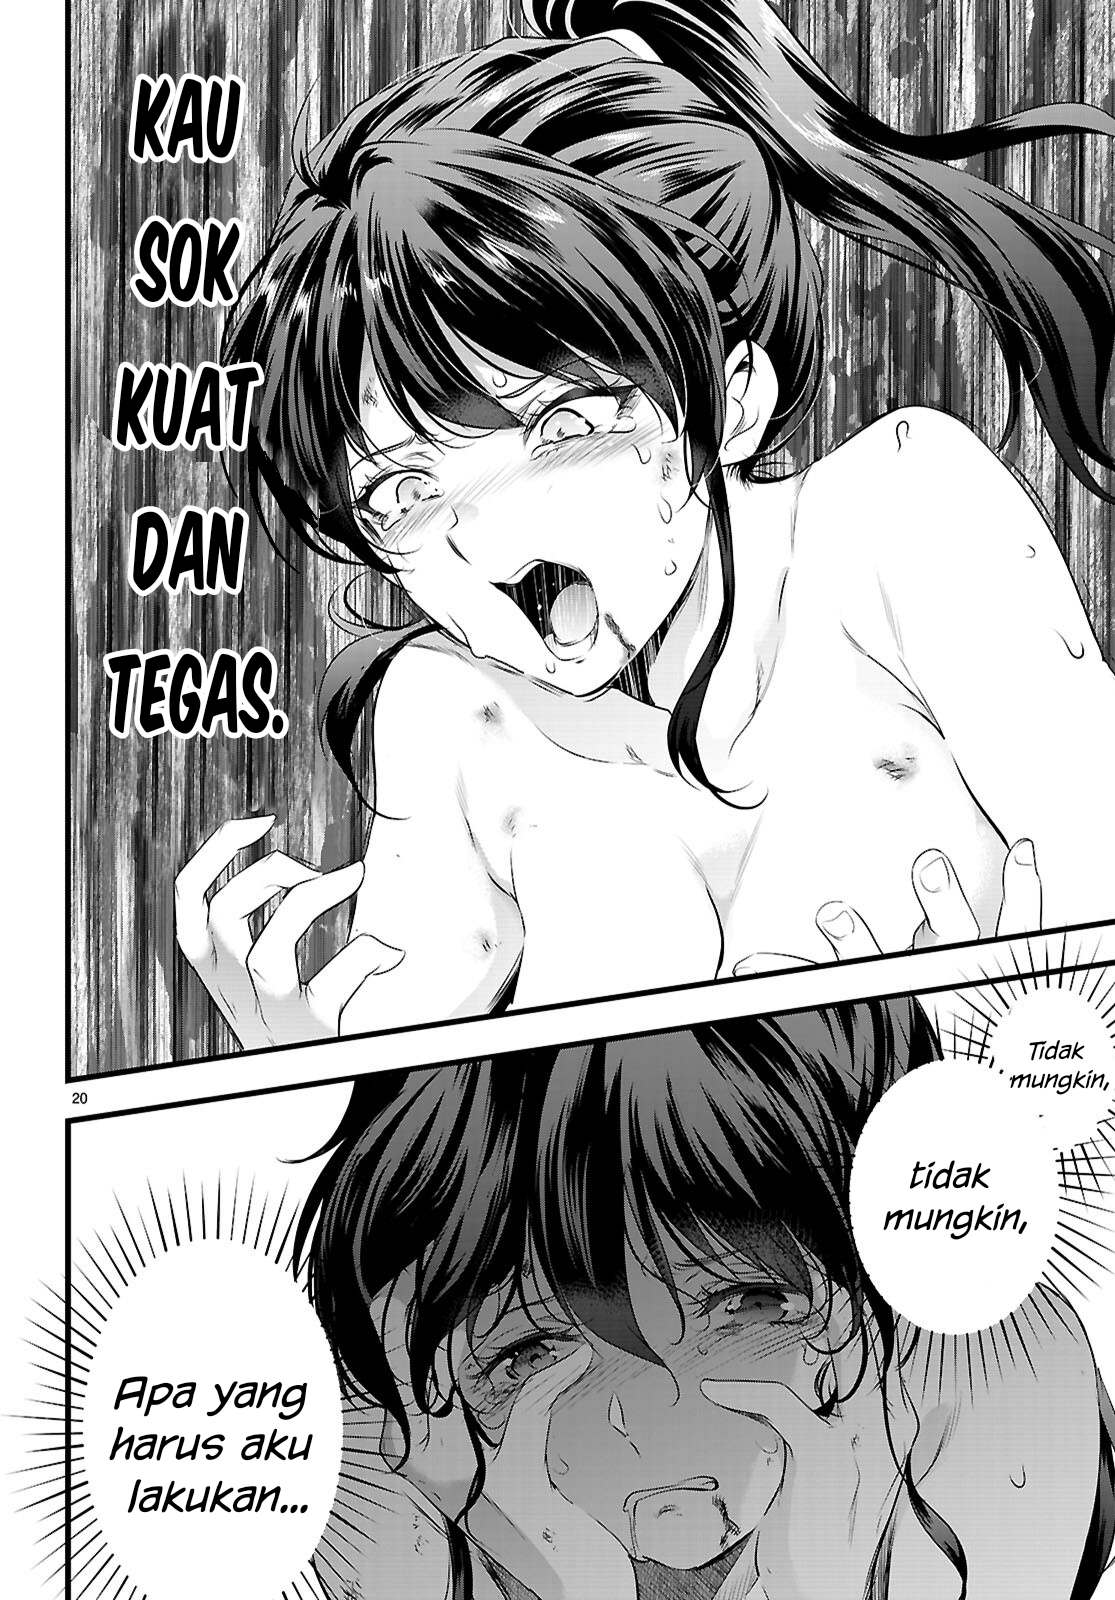 KAU
SOK
KUAT
DAN
TEGAS.
20
Tidak
mungkin,
tidak
mungkin,
Apa yang
harus aku
lakukan...